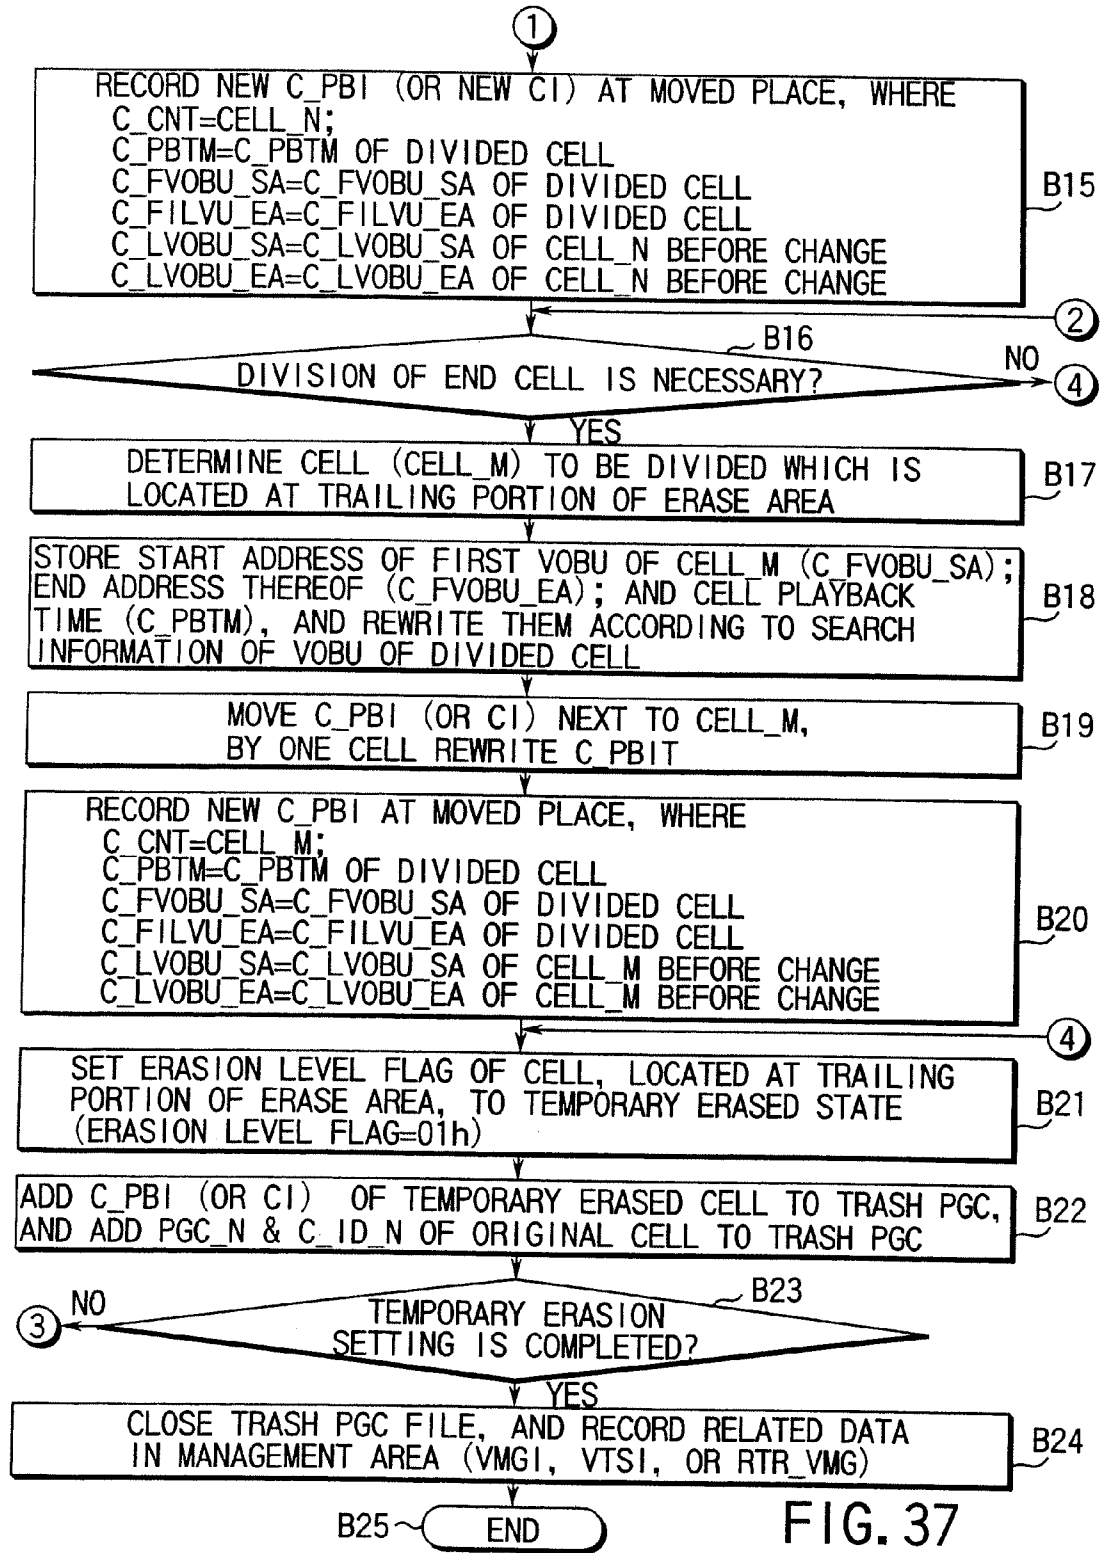 1
RECORD NEW C_PBI (OR NEW CI) AT MOVED PLACE, WHERE
C_CNT=CELL_N;
C_PBTM=C_PBTM OF DIVIDED CELL
C_FVOBU_SA=C_FVOBU_SA OF DIVIDED CELL
C_FILVU_EA=C_FILVU_EA OF DIVIDED CELL
C_LVOBU_SA=C_LVOBU_SA OF CELL_N BEFORE CHANGE
C_LVOBU_EA=C_LVOBU_EA OF CELL_N BEFORE CHANGE
B15
2
B16
DIVISION OF END CELL IS NECESSARY?
NO
4
YES
DETERMINE CELL (CELL_M) TO BE DIVIDED WHICH IS
LOCATED AT TRAILING PORTION OF ERASE AREA
B17
STORE START ADDRESS OF FIRST VOBU OF CELL_M (C_FVOBU_SA);
END ADDRESS THEREOF (C_FVOBU_EA); AND CELL PLAYBACK
TIME (C_PBTM), AND REWRITE THEM ACCORDING TO SEARCH
INFORMATION OF VOBU OF DIVIDED CELL
B18
MOVE C_PBI (OR CI) NEXT TO CELL_M,
BY ONE CELL REWRITE C_PBIT
B19
RECORD NEW C_PBI AT MOVED PLACE, WHERE
C_CNT=CELL_M;
C_PBTM=C_PBTM OF DIVIDED CELL
C_FVOBU_SA=C_FVOBU_SA OF DIVIDED CELL
C_FILVU_EA=C_FILVU_EA OF DIVIDED CELL
C_LVOBU_SA=C_LVOBU_SA OF CELL_M BEFORE CHANGE
C_LVOBU_EA=C_LVOBU_EA OF CELL_M BEFORE CHANGE
B20
4
SET ERASION LEVEL FLAG OF CELL, LOCATED AT TRAILING
PORTION OF ERASE AREA, TO TEMPORARY ERASED STATE
(ERASION LEVEL FLAG=01h)
B21
ADD C_PBI (OR CI) OF TEMPORARY ERASED CELL TO TRASH PGC,
AND ADD PGC_N & C_ID_N OF ORIGINAL CELL TO TRASH PGC
B22
B23
3
NO
TEMPORARY ERASION
SETTING IS COMPLETED?
YES
CLOSE TRASH PGC FILE, AND RECORD RELATED DATA
IN MANAGEMENT AREA (VMGI, VTSI, OR RTR_VMG)
B24
B25
END
FIG. 37